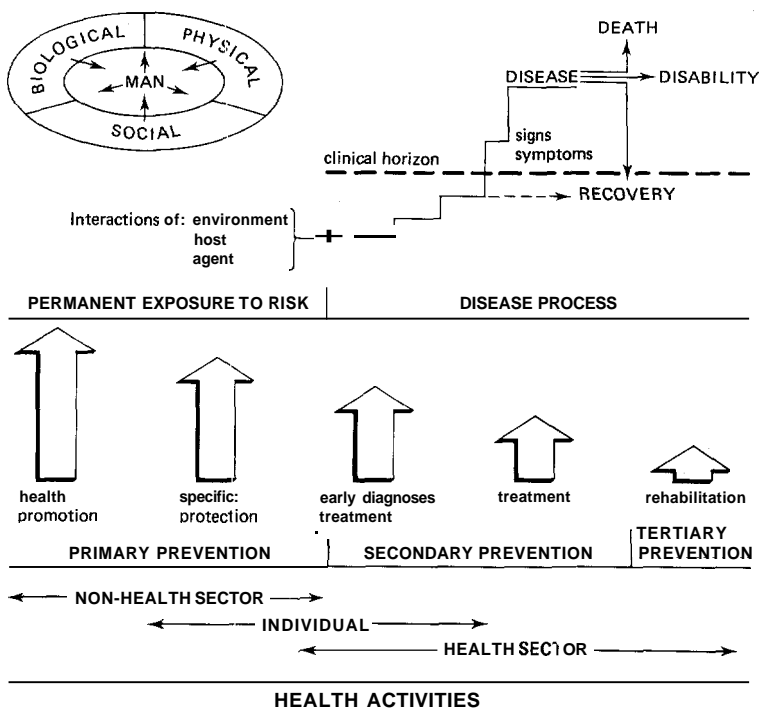 BIOLOGICAL
PHYSICAL
MAN
SOCIAL
DEATH
DISEASE
DISABILITY
signs
symptoms
clinical horizon
RECOVERY
Interactions of: environment
host
agent
PERMANENT EXPOSURE TO RISK
DISEASE PROCESS
health
promotion
specific:
protection
early diagnoses
treatment
treatment
rehabilitation
PRIMARY PREVENTION
SECONDARY PREVENTION
TERTIARY
PREVENTION
NON-HEALTH SECTOR
INDIVIDUAL
HEALTH SECTOR
HEALTH ACTIVITIES